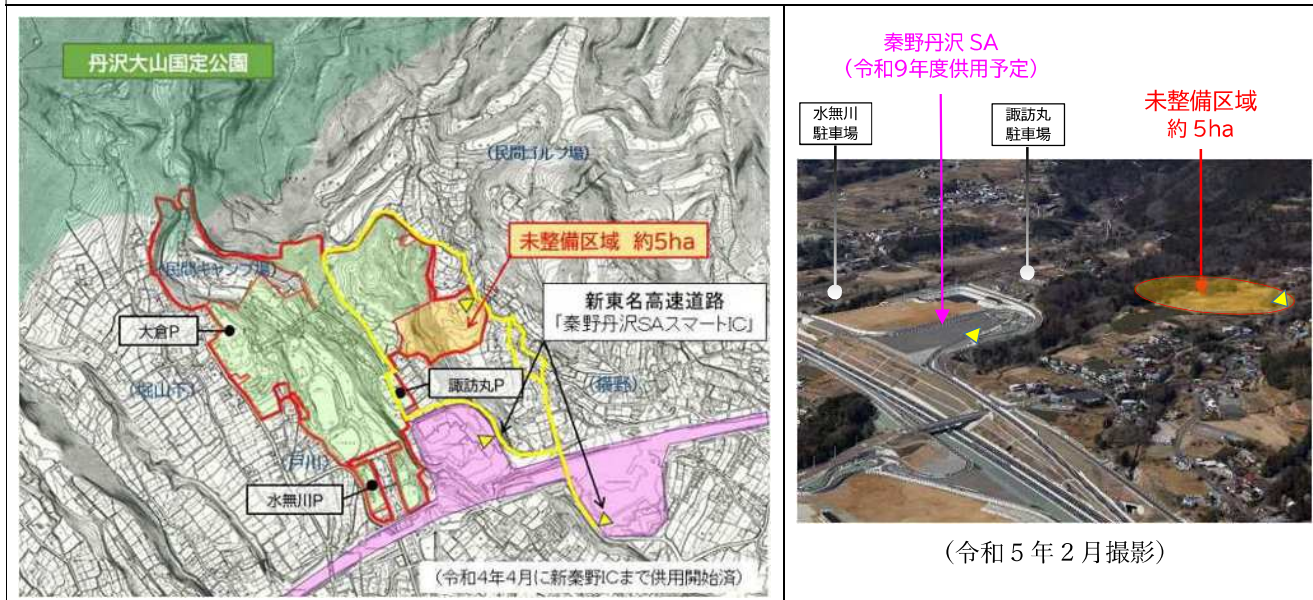 丹沢大山国定公園
(民間ゴルフ場)
未整備区域 約5ha
(民間キャンプ場)
新東名高速道路
「秦野丹沢SAスマートIC」
大倉P
諏訪丸P
(堀山下)
(横野)
(戸川)
水無川P
(令和4年4月に新秦野ICまで供用開始済)
秦野丹沢 SA
(令和9年度供用予定)
水無川
駐車場
諏訪丸
駐車場
未整備区域
約 5ha
(令和5年2月撮影)